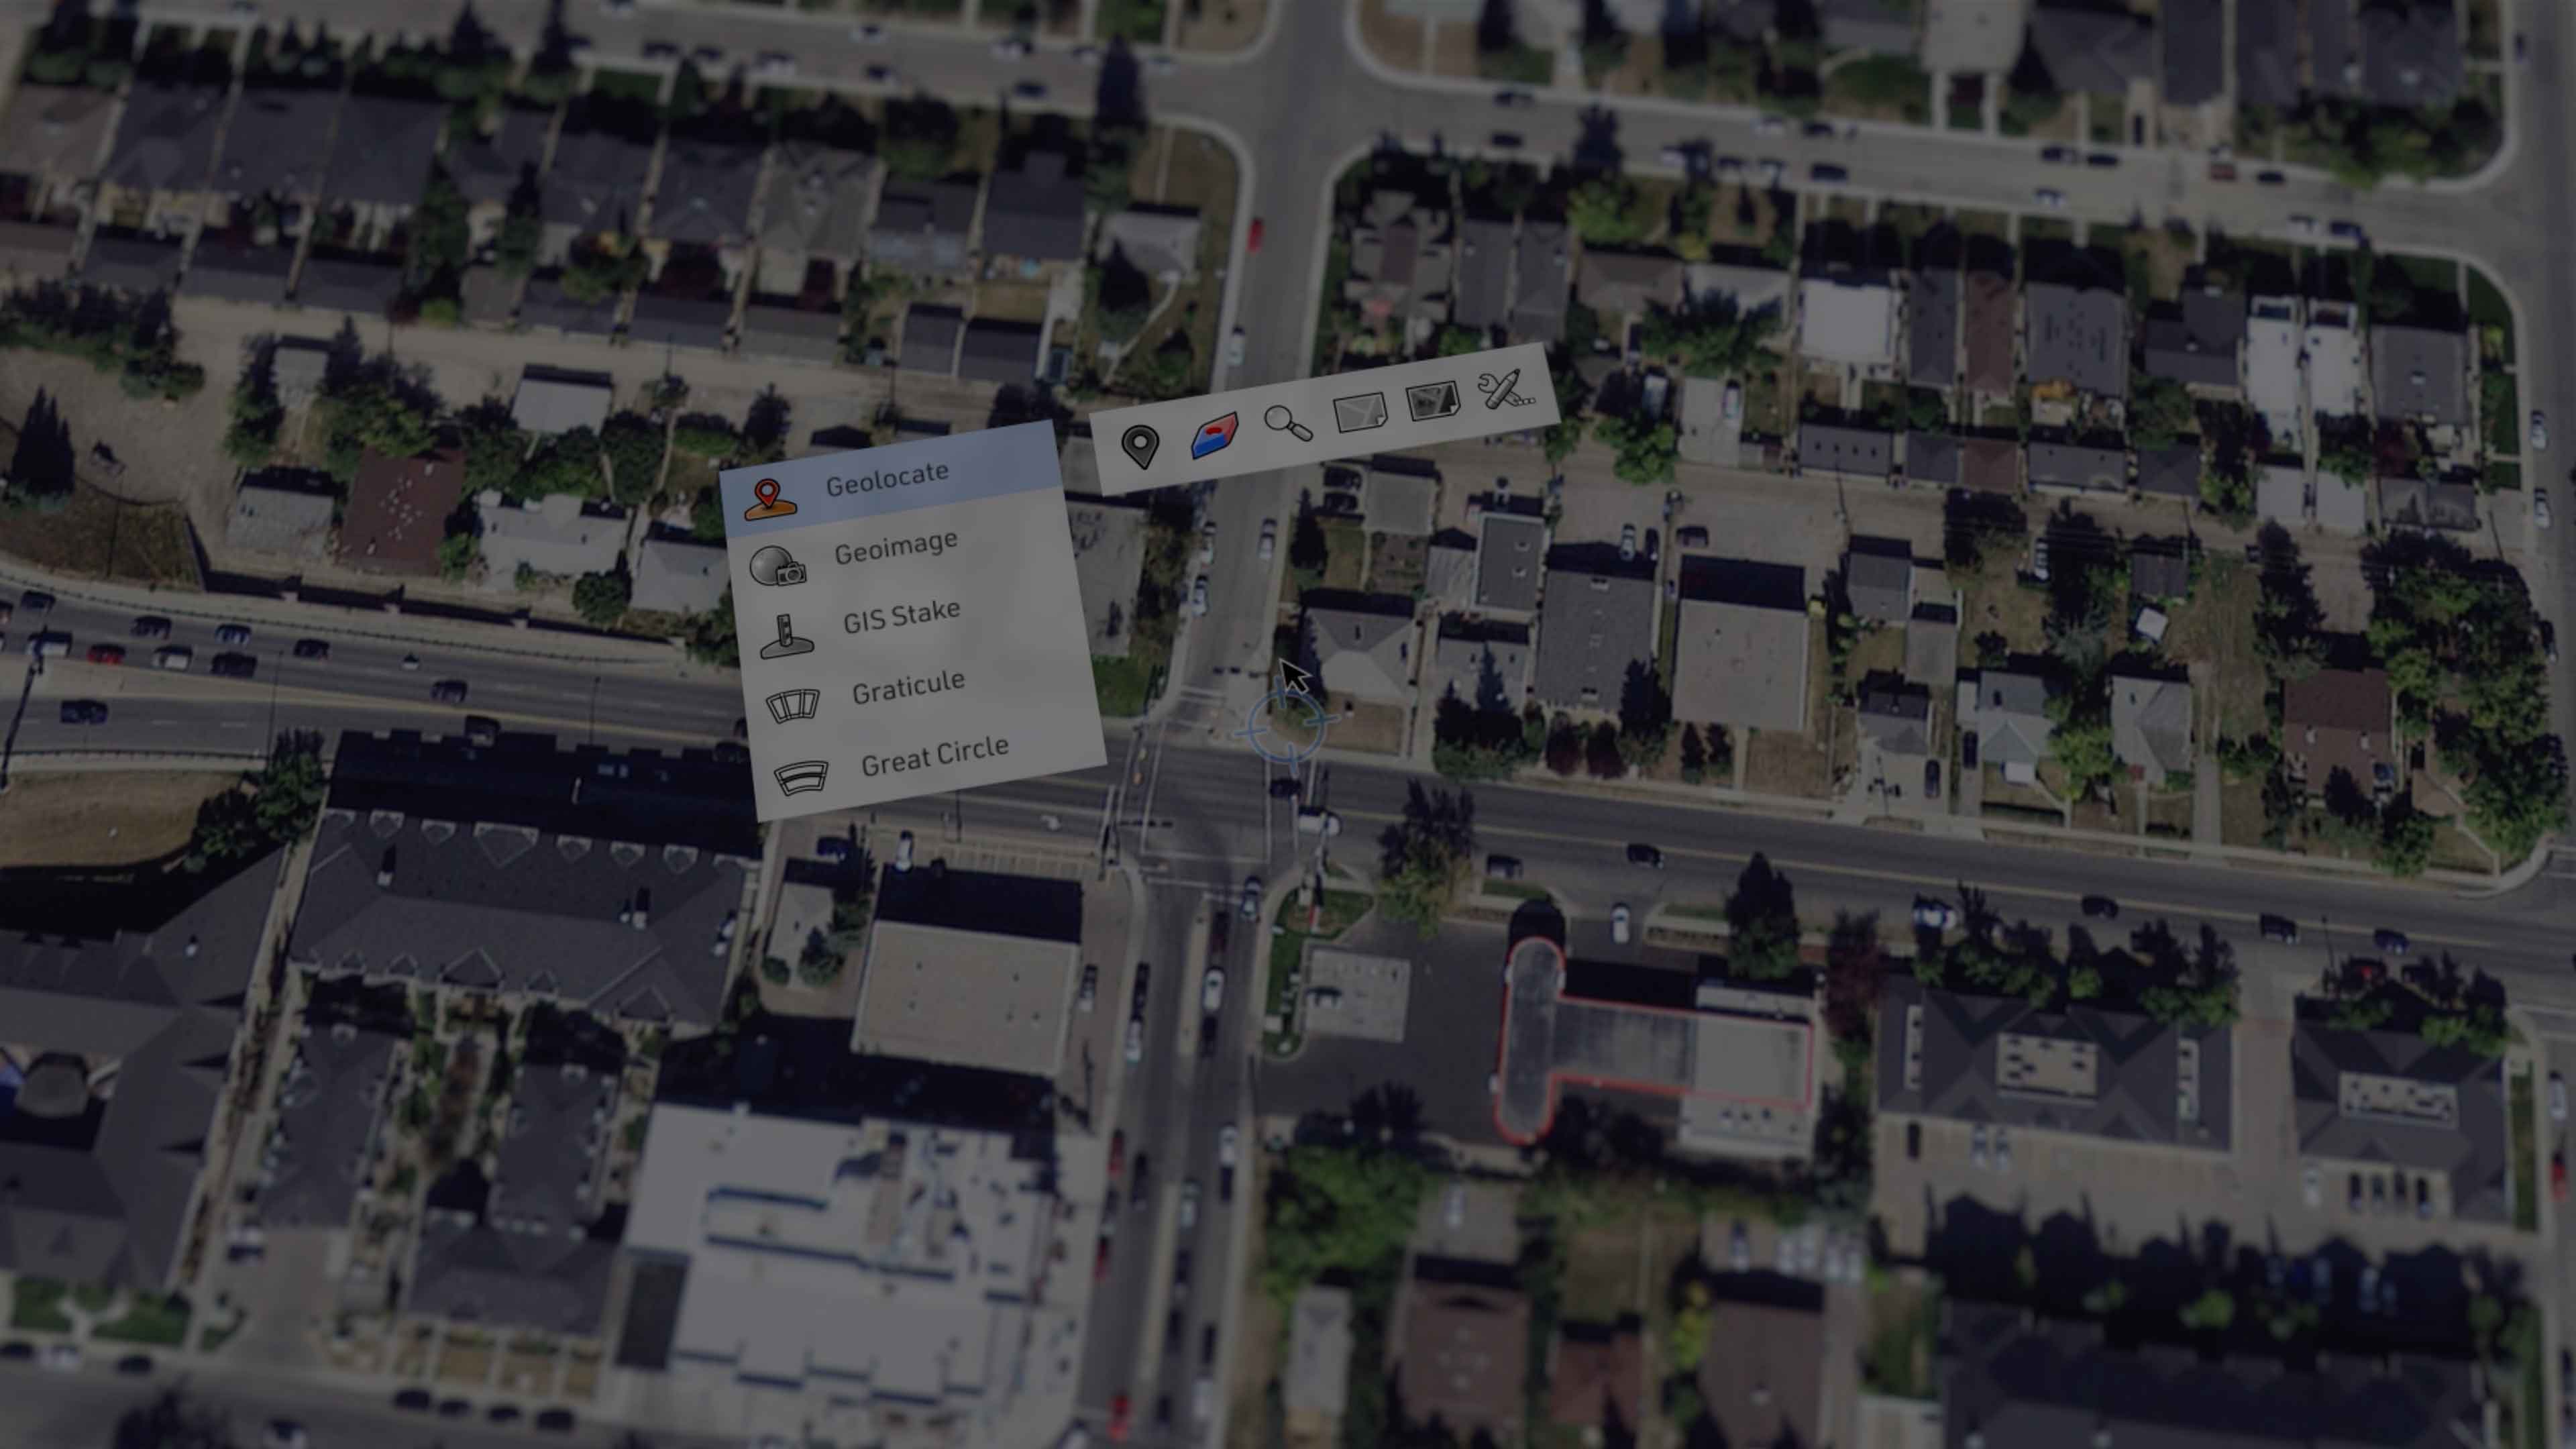 Geolocate
Geoimage
GIS Stake
Graticule
Great Circle